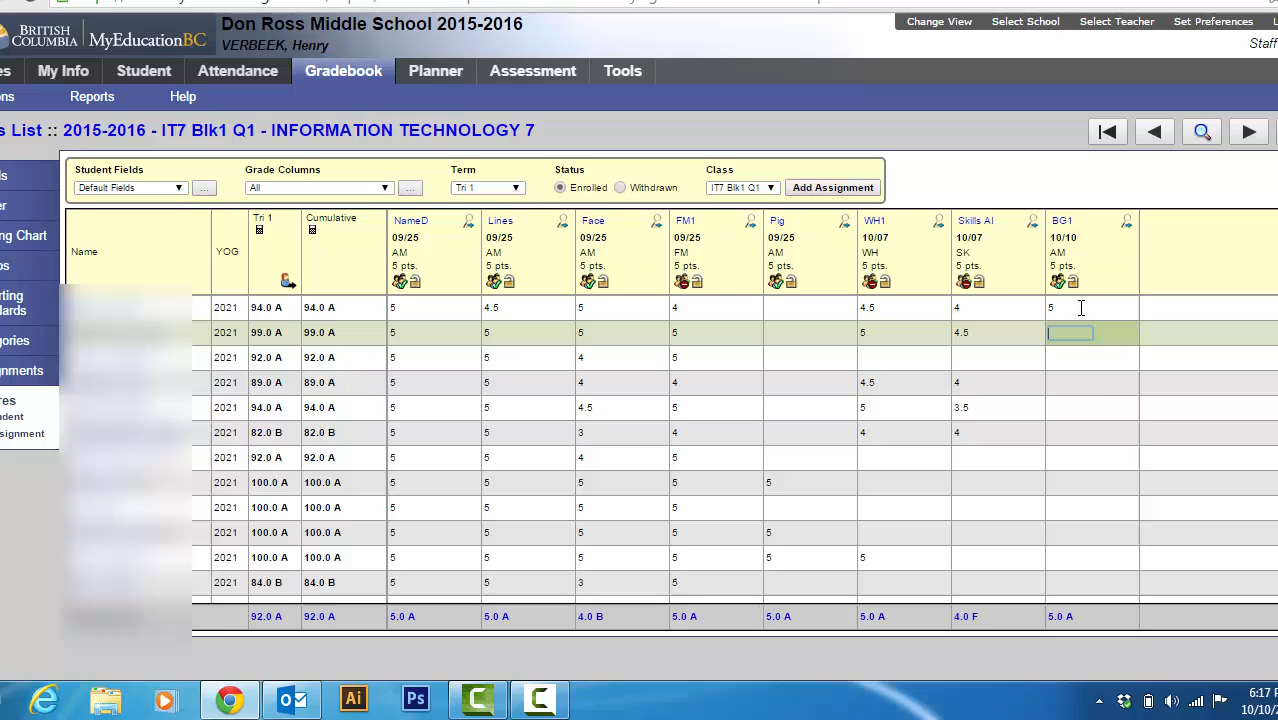 Don Ross Middle School 2015-2016
VERBEEK, Henry
BRITISH COLUMBIA MyEducationBC
Change View Select School Select Teacher Set Preferences
Staff
My Info Student Attendance Gradebook Planner Assessment Tools
Reports Help
s List :: 2015-2016 - IT7 Blk1 Q1 - INFORMATION TECHNOLOGY 7
Student Fields Grade Columns Term Status Class
Default Fields ... All ... Tri 1 Enrolled Withdrawn IT7 Blk1 Q1 Add Assignment
Name YOG Tri 1 Cumulative NameD Lines Face FM1 Pig WH1 Skills AI BG1
09/25 09/25 09/25 09/25 09/25 10/07 10/07 10/10
AM AM AM FM AM WH SK AM
5 pts. 5 pts. 5 pts. 5 pts. 5 pts. 5 pts. 5 pts. 5 pts.
2021 94.0 A 94.0 A 5 4.5 5 4 4.5 4 5
2021 99.0 A 99.0 A 5 5 5 5 5 4.5
2021 92.0 A 92.0 A 5 5 4 5
2021 89.0 A 89.0 A 5 5 4 4 4.5 4
2021 94.0 A 94.0 A 5 5 4.5 5 5 3.5
2021 82.0 B 82.0 B 5 5 3 4 4 4
2021 92.0 A 92.0 A 5 5 4 5
2021 100.0 A 100.0 A 5 5 5 5 5
2021 100.0 A 100.0 A 5 5 5 5
2021 100.0 A 100.0 A 5 5 5 5 5
2021 100.0 A 100.0 A 5 5 5 5 5 5
2021 84.0 B 84.0 B 5 5 3 5
92.0 A 92.0 A 5.0 A 5.0 A 4.0 B 5.0 A 5.0 A 5.0 A 4.0 F 5.0 A
ng Chart
rting
dards
ories
gnments
res
udent
signment
Ai Ps
6:17 P
10/10/2